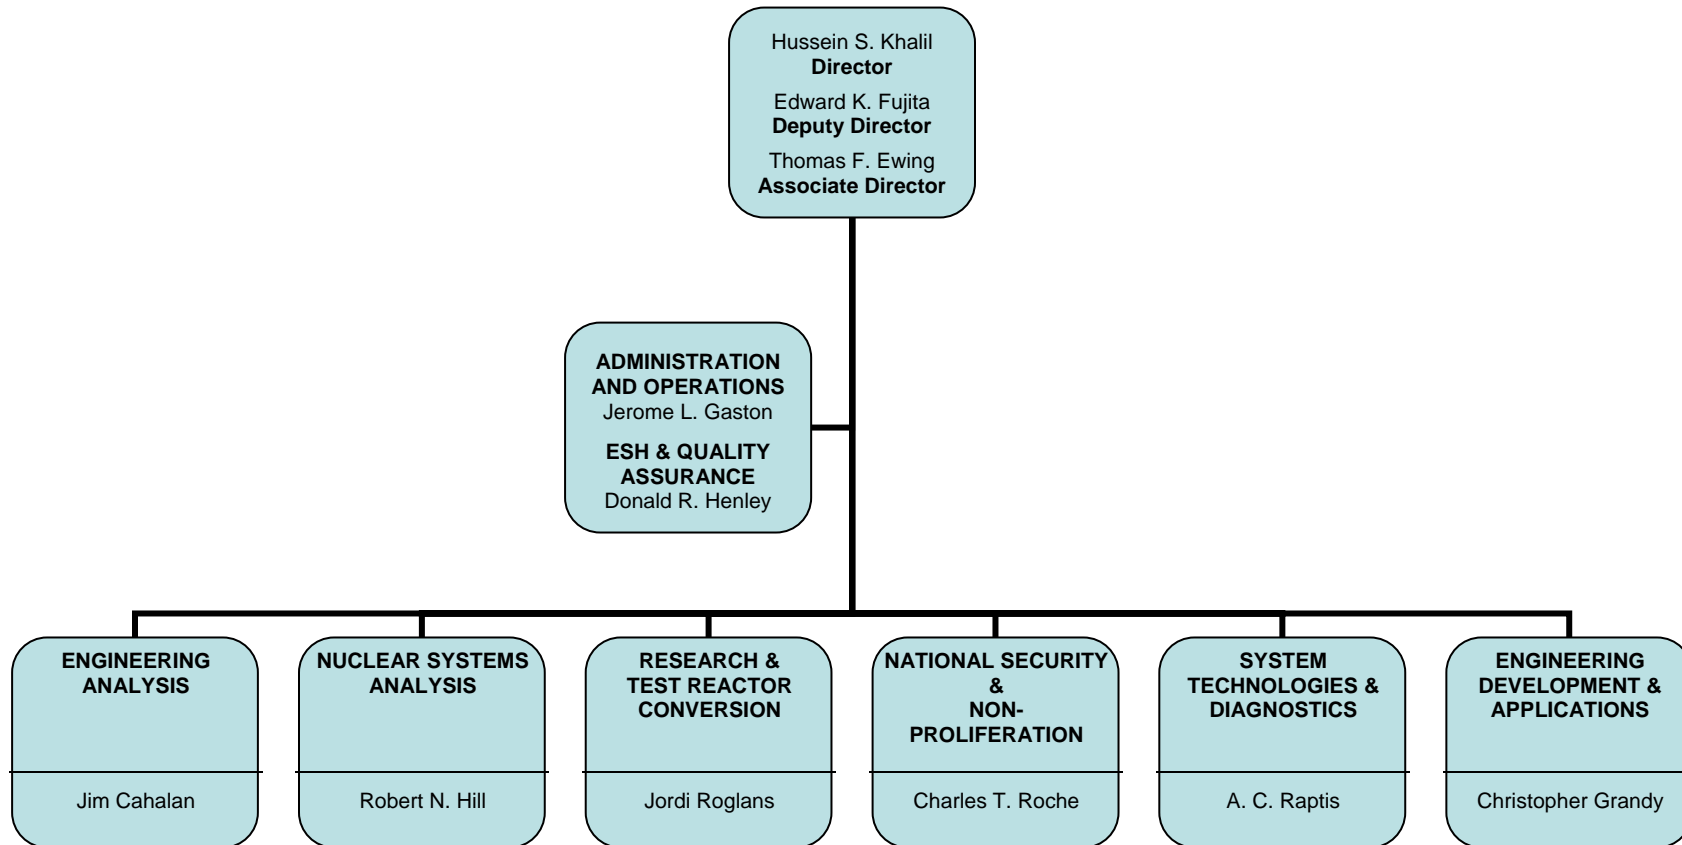 Hussein S. Khalil
Director
Edward K. Fujita
Deputy Director
Thomas F. Ewing
Associate Director
ADMINISTRATION
AND OPERATIONS
Jerome L. Gaston
ESH & QUALITY
ASSURANCE
Donald R. Henley
ENGINEERING
ANALYSIS
Jim Cahalan
NUCLEAR SYSTEMS
ANALYSIS
Robert N. Hill
RESEARCH &
TEST REACTOR
CONVERSION
Jordi Roglans
NATIONAL SECURITY
&
NON-
PROLIFERATION
Charles T. Roche
SYSTEM
TECHNOLOGIES &
DIAGNOSTICS
A. C. Raptis
ENGINEERING
DEVELOPMENT &
APPLICATIONS
Christopher Grandy